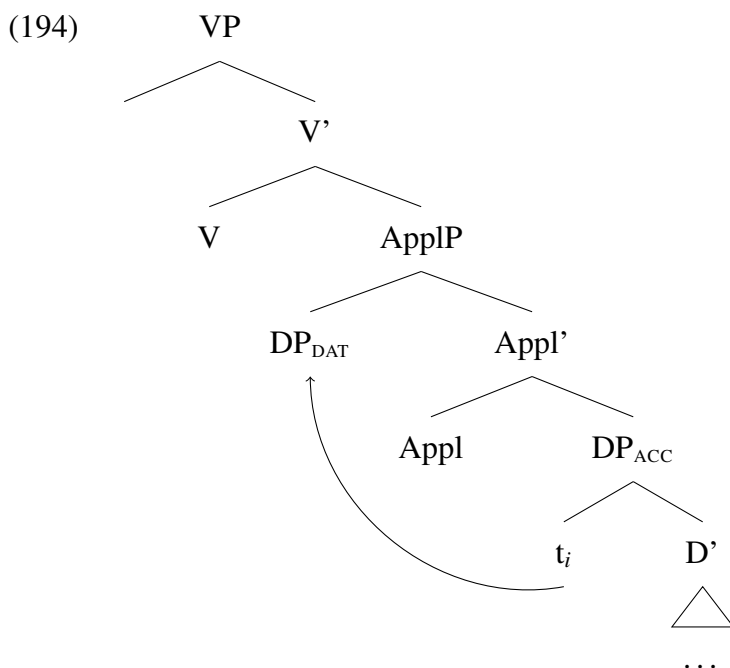 (194) VP
V’
V ApplP
DP_DAT Appl’
Appl DP_ACC
t_i D’
...